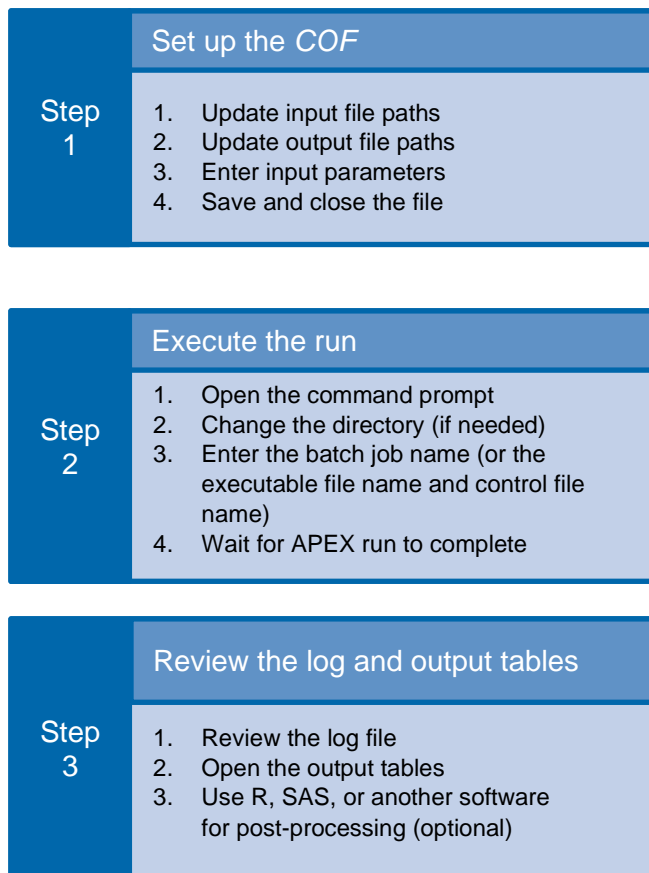 Set up the COF
Step
1
1. Update input file paths
2. Update output file paths
3. Enter input parameters
4. Save and close the file
Execute the run
Step
2
1. Open the command prompt
2. Change the directory (if needed)
3. Enter the batch job name (or the
executable file name and control file
name)
4. Wait for APEX run to complete
Review the log and output tables
Step
3
1. Review the log file
2. Open the output tables
3. Use R, SAS, or another software
for post-processing (optional)